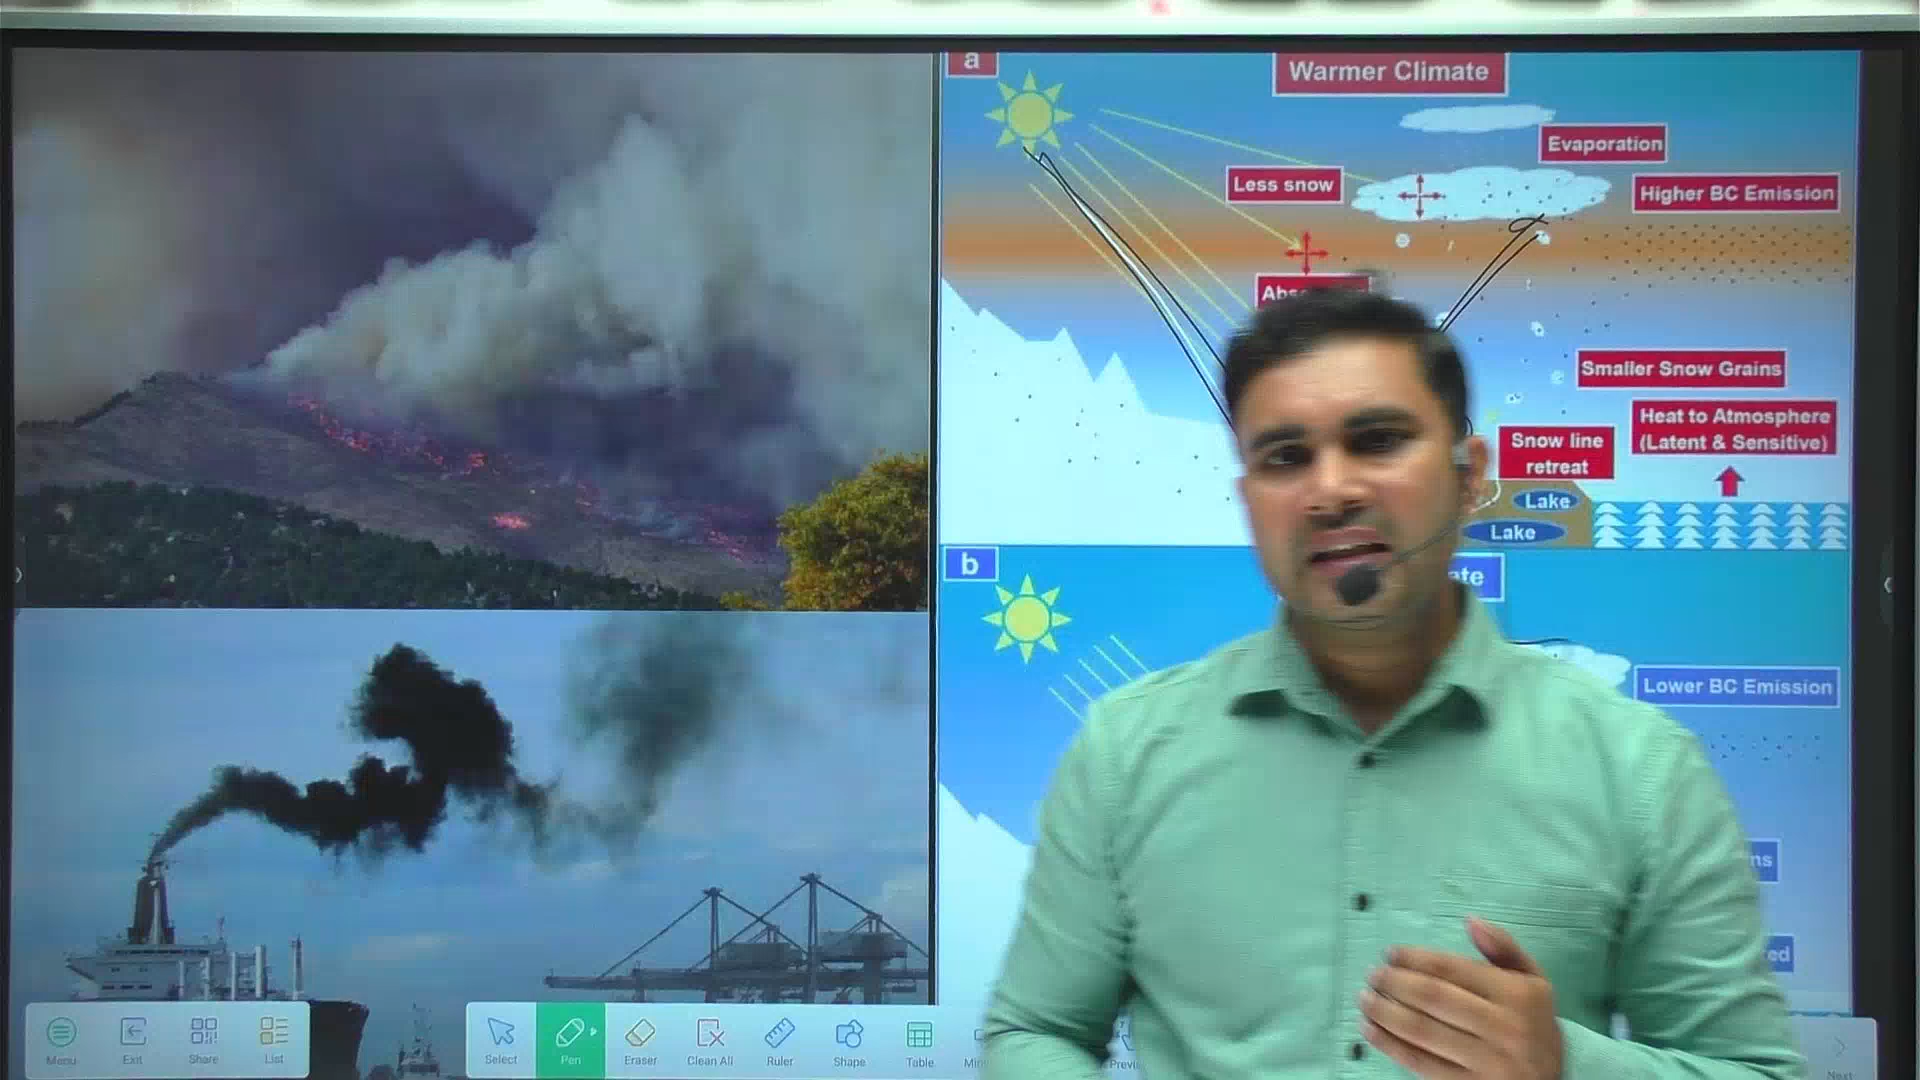 a
Warmer Climate
Evaporation
Less snow
Higher BC Emission
Smaller Snow Grains
Heat to Atmosphere
(Latent & Sensitive)
Snow line
retreat
Lake
Lake
b
Lower BC Emission
Menu
Exit
Share
List
Select
Pen
Eraser
Clean All
Ruler
Shape
Table
Next